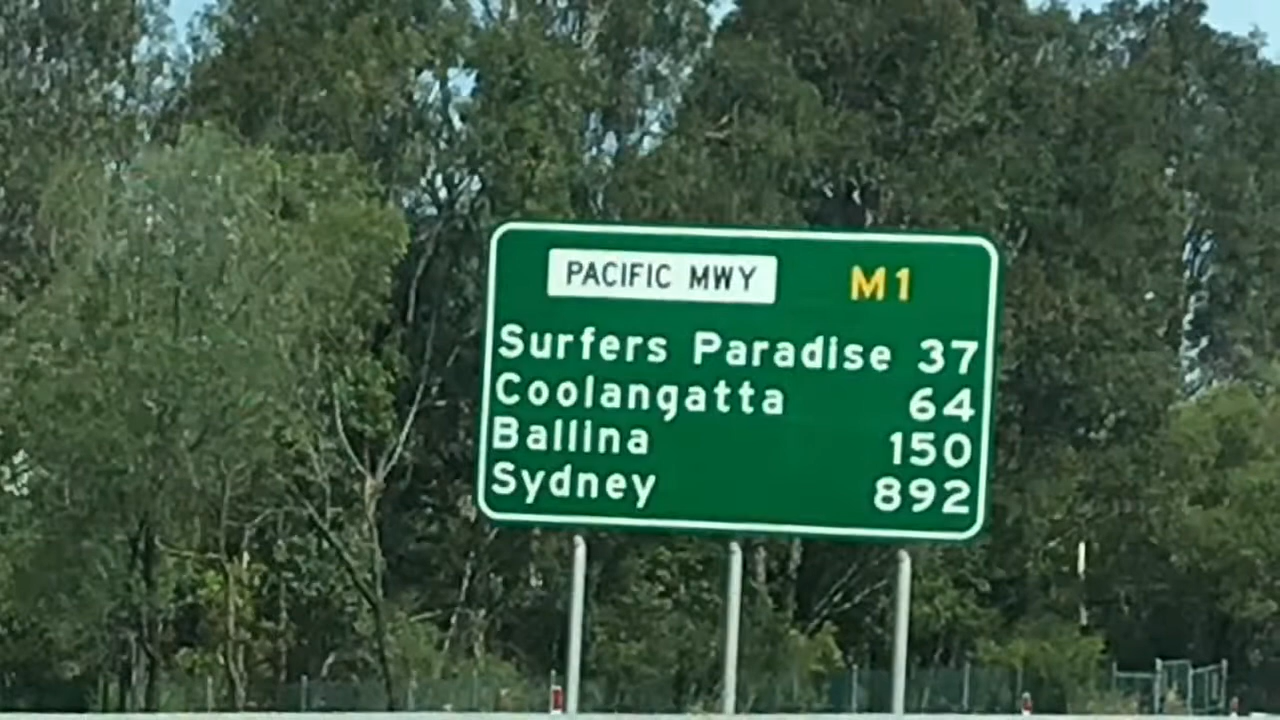 PACIFIC MWY M1
Surfers Paradise 37
Coolangatta 64
Ballina 150
Sydney 892